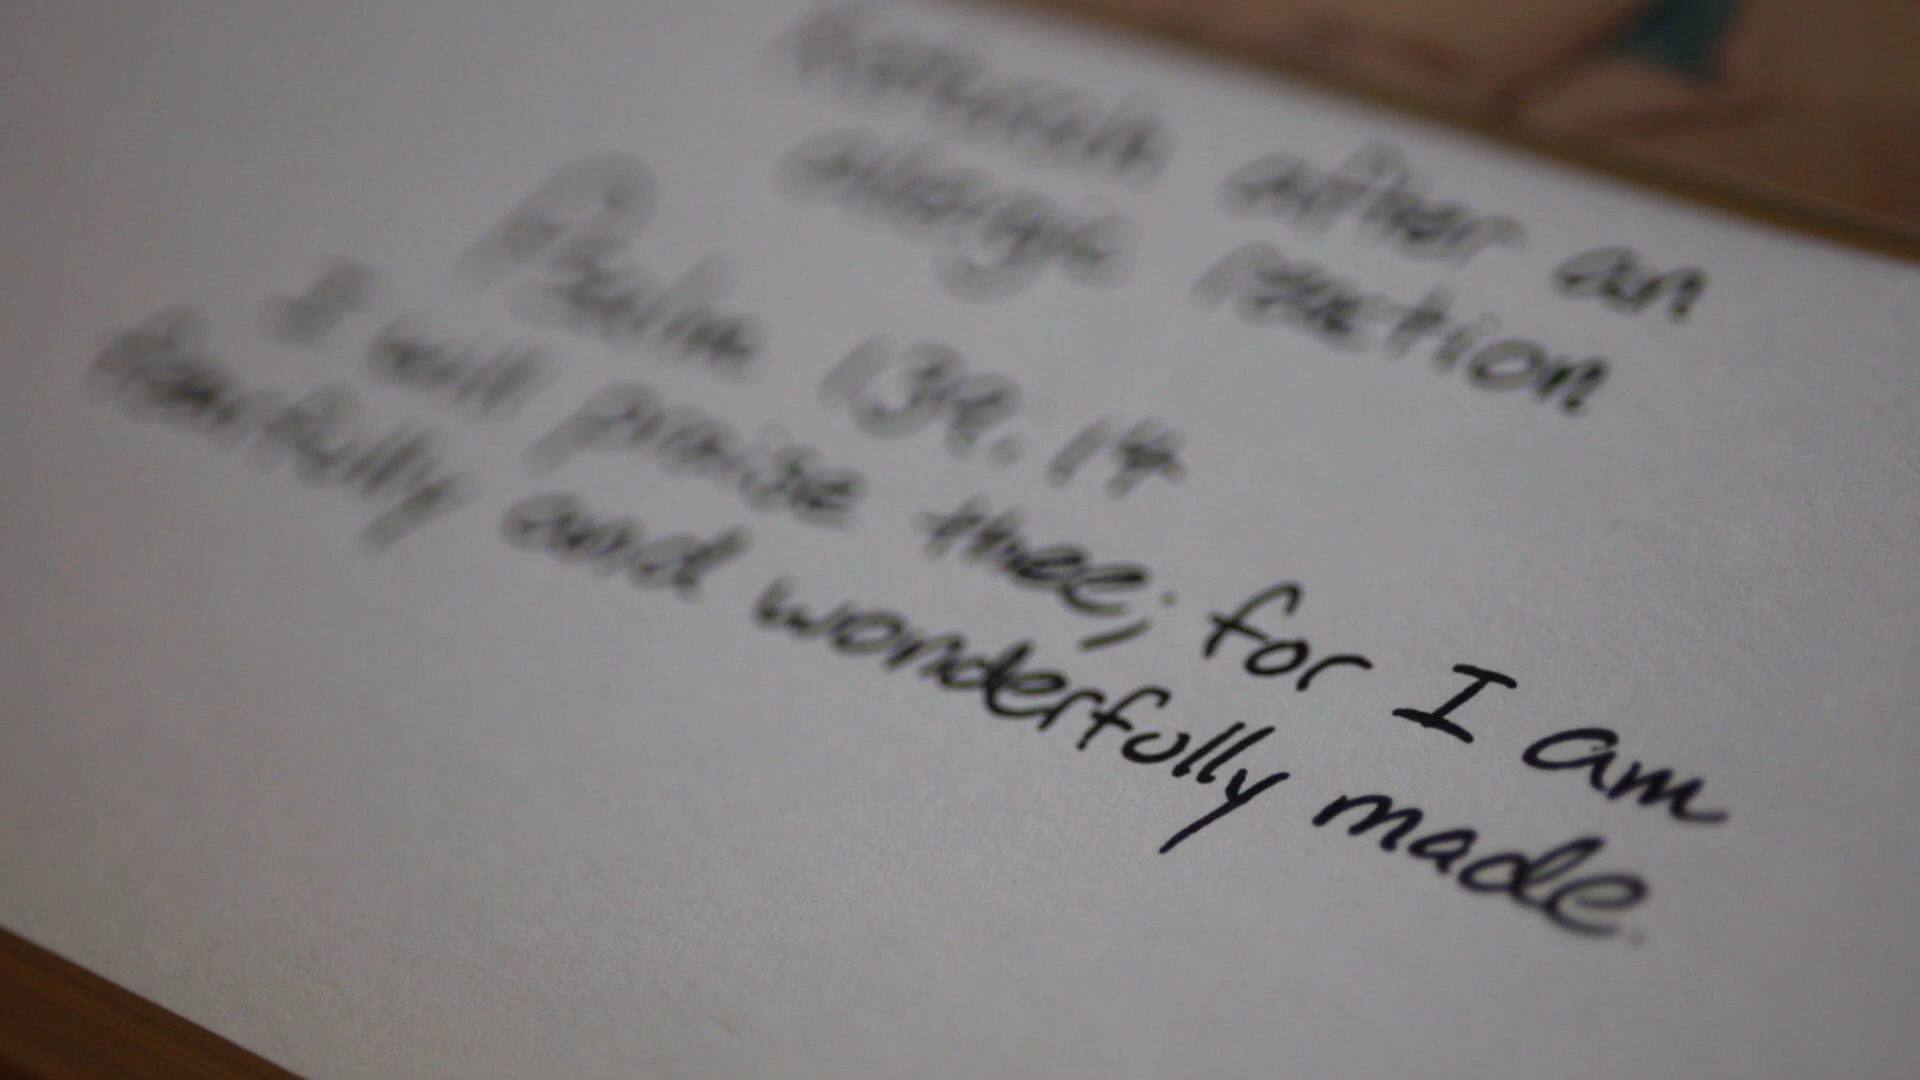 after an
allergic reaction
Psalm 139:14
I will praise thee; for I am
fearfully and wonderfully made.